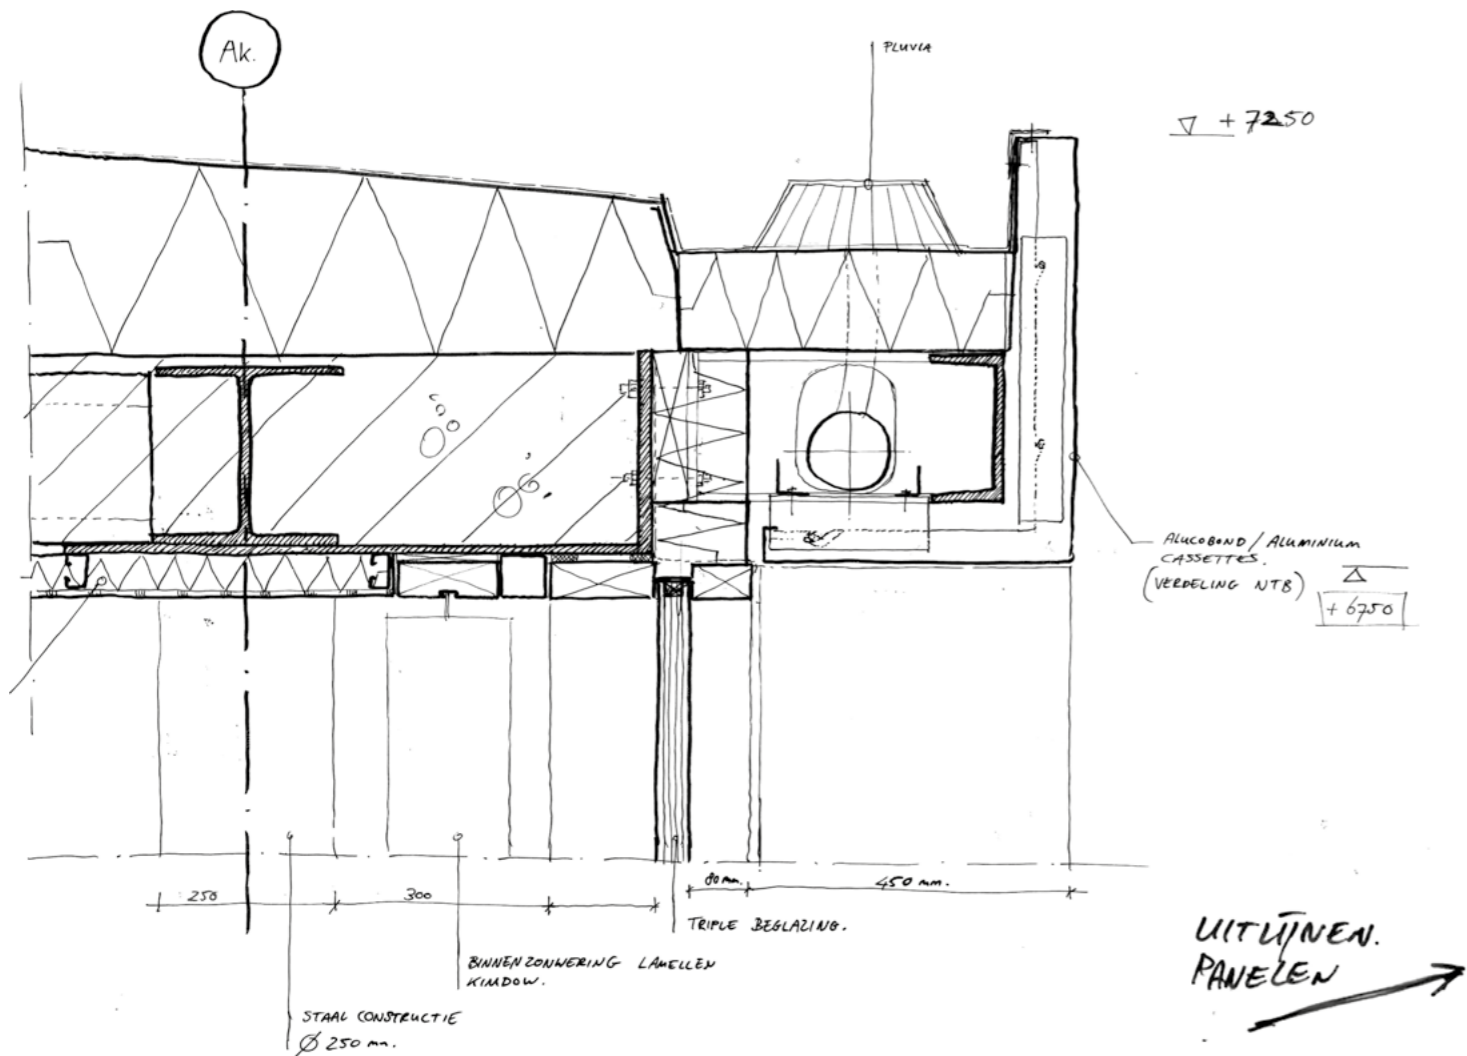 Ak.
PLUVIA
+ 7250
ALUCOBOND / ALUMINIUM
CASSETTES.
(VERDELING NTB)
+ 6750
250
300
80 mm.
450 mm.
TRIPLE BEGLAZING.
BINNENZONWERING LAMELLEN
KINDOW.
STAAL CONSTRUCTIE
Ø 250 mm.
UITLIJNEN.
PANELEN